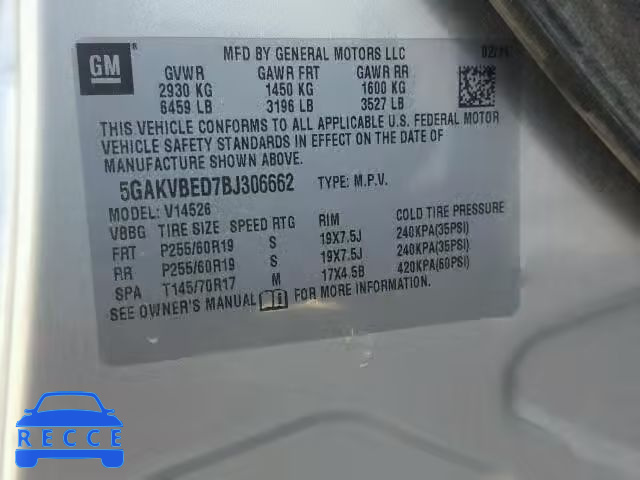 GM ®
MFD BY GENERAL MOTORS LLC
GVWR GAWR FRT GAWR RR
2930 KG 1450 KG 1600 KG
6459 LB 3196 LB 3527 LB
THIS VEHICLE CONFORMS TO ALL APPLICABLE U.S. FEDERAL MOTOR
VEHICLE SAFETY STANDARDS IN EFFECT ON THE DATE OF
MANUFACTURE SHOWN ABOVE.
5GAKVBED7BJ306662 TYPE: M.P.V.
MODEL: V14526
VBBG TIRE SIZE SPEED RTG RIM COLD TIRE PRESSURE
FRT P255/60R19 S 19X7.5J 240KPA(35PSI)
RR P255/60R19 S 19X7.5J 240KPA(35PSI)
SPA T145/70R17 M 17X4.5B 420KPA(60PSI)
SEE OWNER'S MANUAL FOR MORE INFORMATION.
RECCE